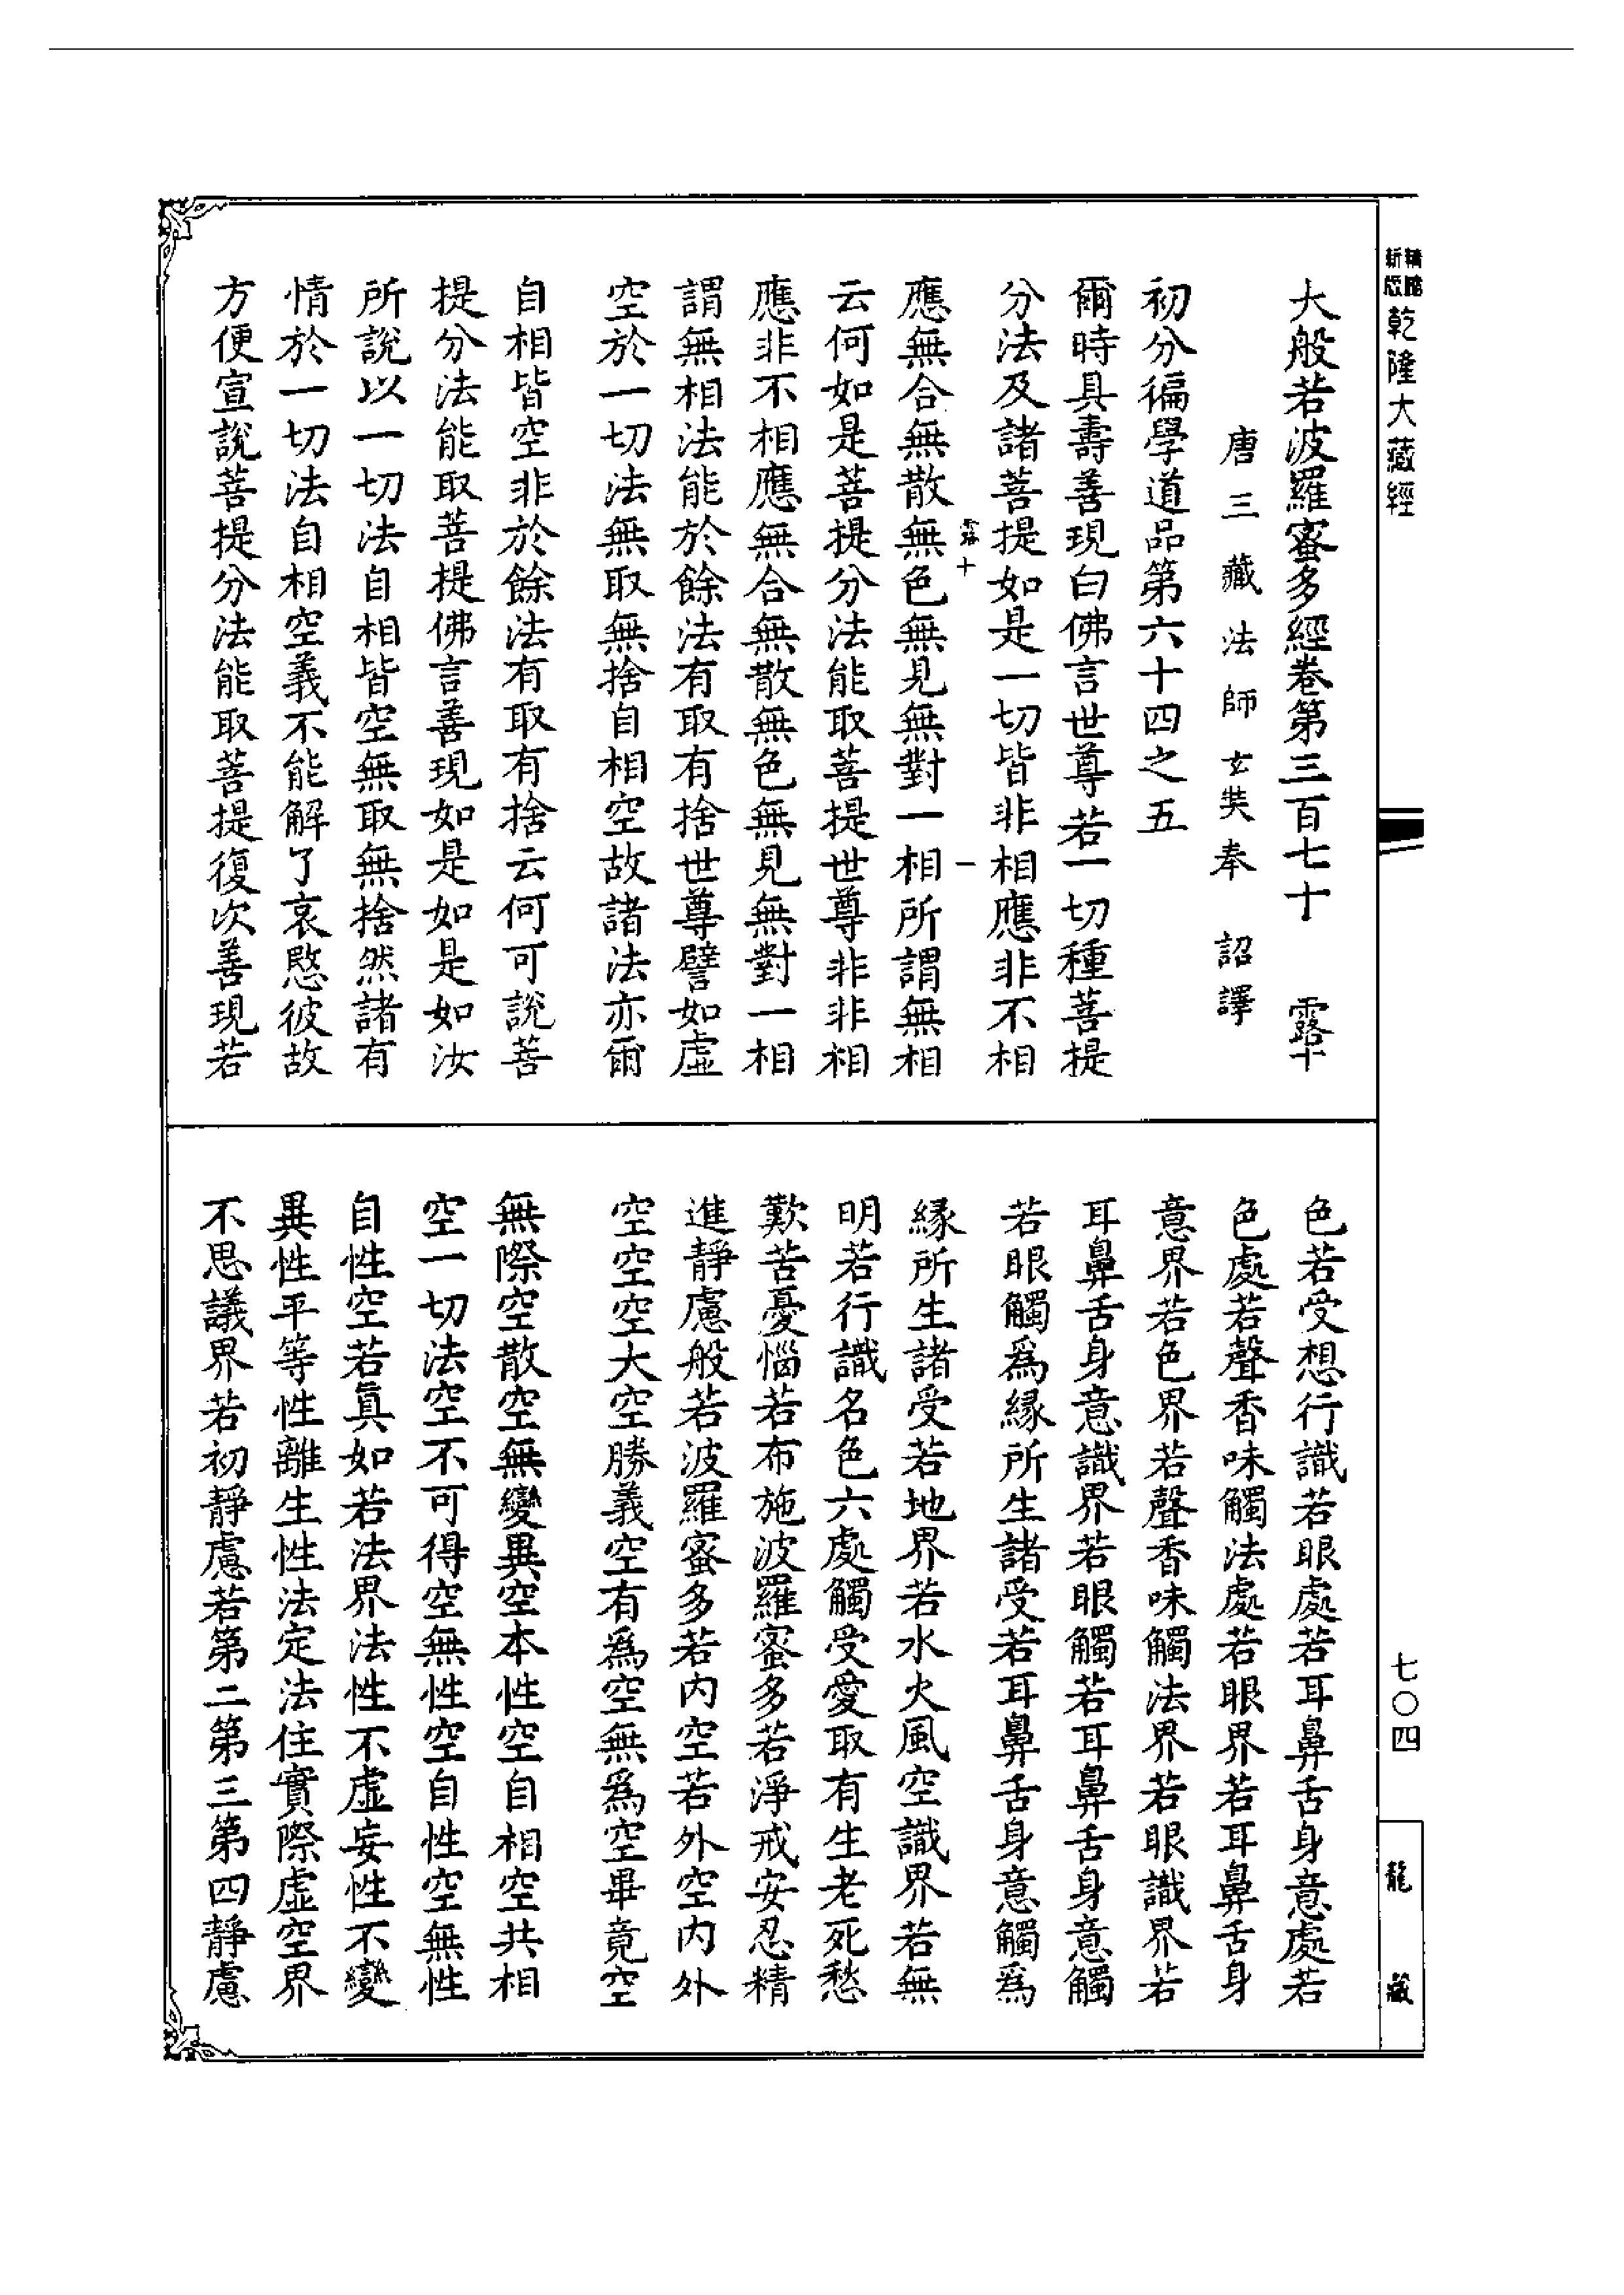 乾隆大藏經
大般若波羅蜜多經卷第三百七十　露十
唐三藏法師玄奘奉　詔譯
初分徧學道品第六十四之五
爾時具壽善現白佛言世尊若一切種菩提
分法及諸菩提如是一切皆非相應非不相
露十　一
應無合無散無色無見無對一相所謂無相
云何如是菩提分法能取菩提世尊非非相
應非不相應無合無散無色無見無對一相
謂無相法能於餘法有取有捨世尊譬如虛
空於一切法無取無捨自相空故諸法亦爾
自相皆空非於餘法有取有捨云何可說菩
提分法能取菩提佛言善現如是如是如汝
所說以一切法自相皆空無取無捨然諸有
情於一切法自相空義不能解了哀愍彼故
方便宣說菩提分法能取菩提復次善現若
色若受想行識若眼處若耳鼻舌身意處若
色處若聲香味觸法處若眼界若耳鼻舌身
意界若色界若聲香味觸法界若眼識界若
耳鼻舌身意識界若眼觸若耳鼻舌身意觸
若眼觸爲緣所生諸受若耳鼻舌身意觸爲
緣所生諸受若地界若水火風空識界若無
明若行識名色六處觸受愛取有生老死愁
歎苦憂惱若布施波羅蜜多若淨戒安忍精
進靜慮般若波羅蜜多若內空若外空內外
空空空大空勝義空有爲空無爲空畢竟空
無際空散空無變異空本性空自相空共相
空一切法空不可得空無性空自性空無性
自性空若眞如若法界法性不虛妄性不變
異性平等性離生性法定法住實際虛空界
不思議界若初靜慮若第二第三第四靜慮
七〇四
龍藏